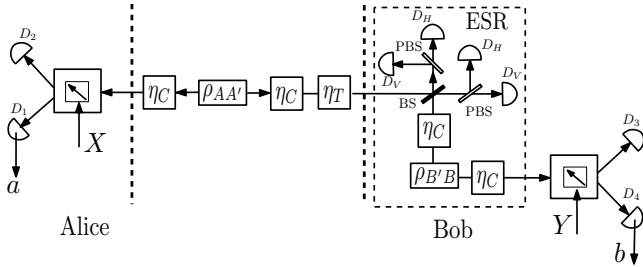 ESR
D_H
D_2
PBS
D_H
D_V
D_V
D_1
η_C
ρ_{AA'}
η_C
η_T
BS
PBS
X
η_C
D_3
a
ρ_{B'B}
η_C
D_4
Alice
Bob
Y
b